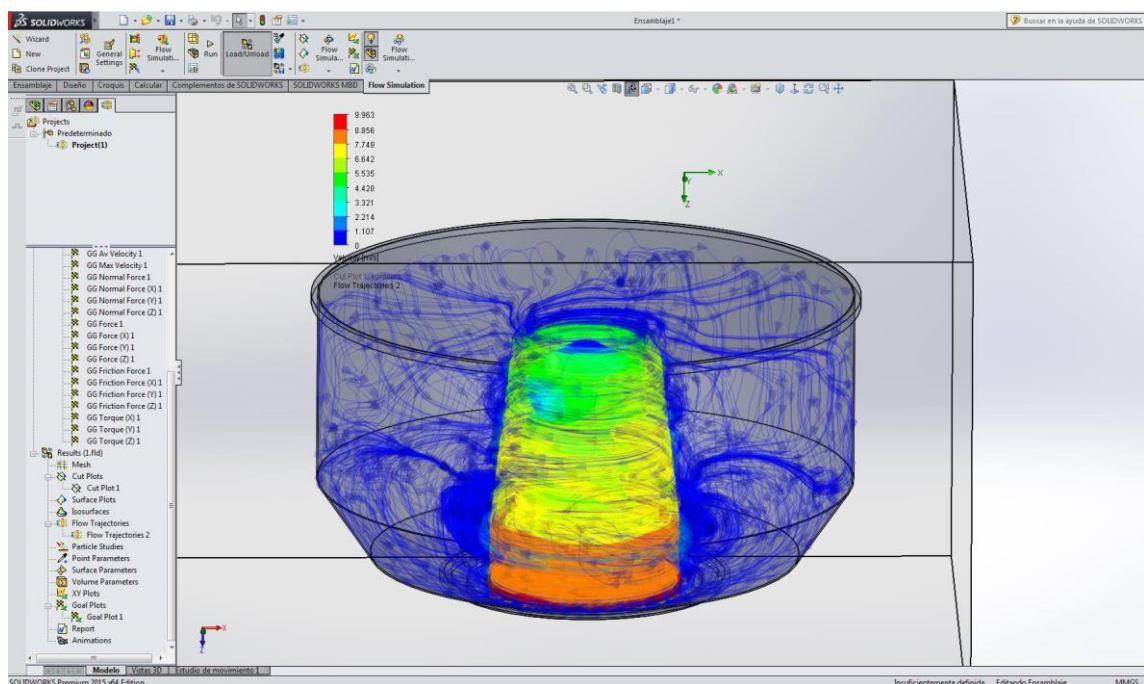 SOLIDWORKS
Ensamblaje1 *
Buscar en la ayuda de SOLIDWORKS
Wizard
New
Clone Project
General Settings
Flow Simulati...
Run
Load/Unload
Flow Simula...
Flow Simulati...
Ensamblaje
Diseño
Croquis
Calcular
Complementos de SOLIDWORKS
SOLIDWORKS MBD
Flow Simulation
Projects
Predeterminado
Project(1)
GG Av Velocity 1
GG Max Velocity 1
GG Normal Force 1
GG Normal Force (X) 1
GG Normal Force (Y) 1
GG Normal Force (Z) 1
GG Force 1
GG Force (X) 1
GG Force (Y) 1
GG Force (Z) 1
GG Friction Force 1
GG Friction Force (X) 1
GG Friction Force (Y) 1
GG Friction Force (Z) 1
GG Torque (X) 1
GG Torque (Y) 1
GG Torque (Z) 1
Results (1.fld)
Mesh
Cut Plots
Cut Plot 1
Surface Plots
Isosurfaces
Flow Trajectories
Flow Trajectories 2
Particle Studies
Point Parameters
Surface Parameters
Volume Parameters
XY Plots
Goal Plots
Goal Plot 1
Report
Animations
9.963
8.856
7.749
6.642
5.535
4.428
3.321
2.214
1.107
0
Velocity [m/s]
Cut Plot 1: contours
Flow Trajectories 2
X
Y
Z
X
Z
Modelo
Vistas 3D
Estudio de movimiento 1
SOLIDWORKS Premium 2015 x64 Edition
Insuficientemente definida
Editando Ensamblaje
MMGS